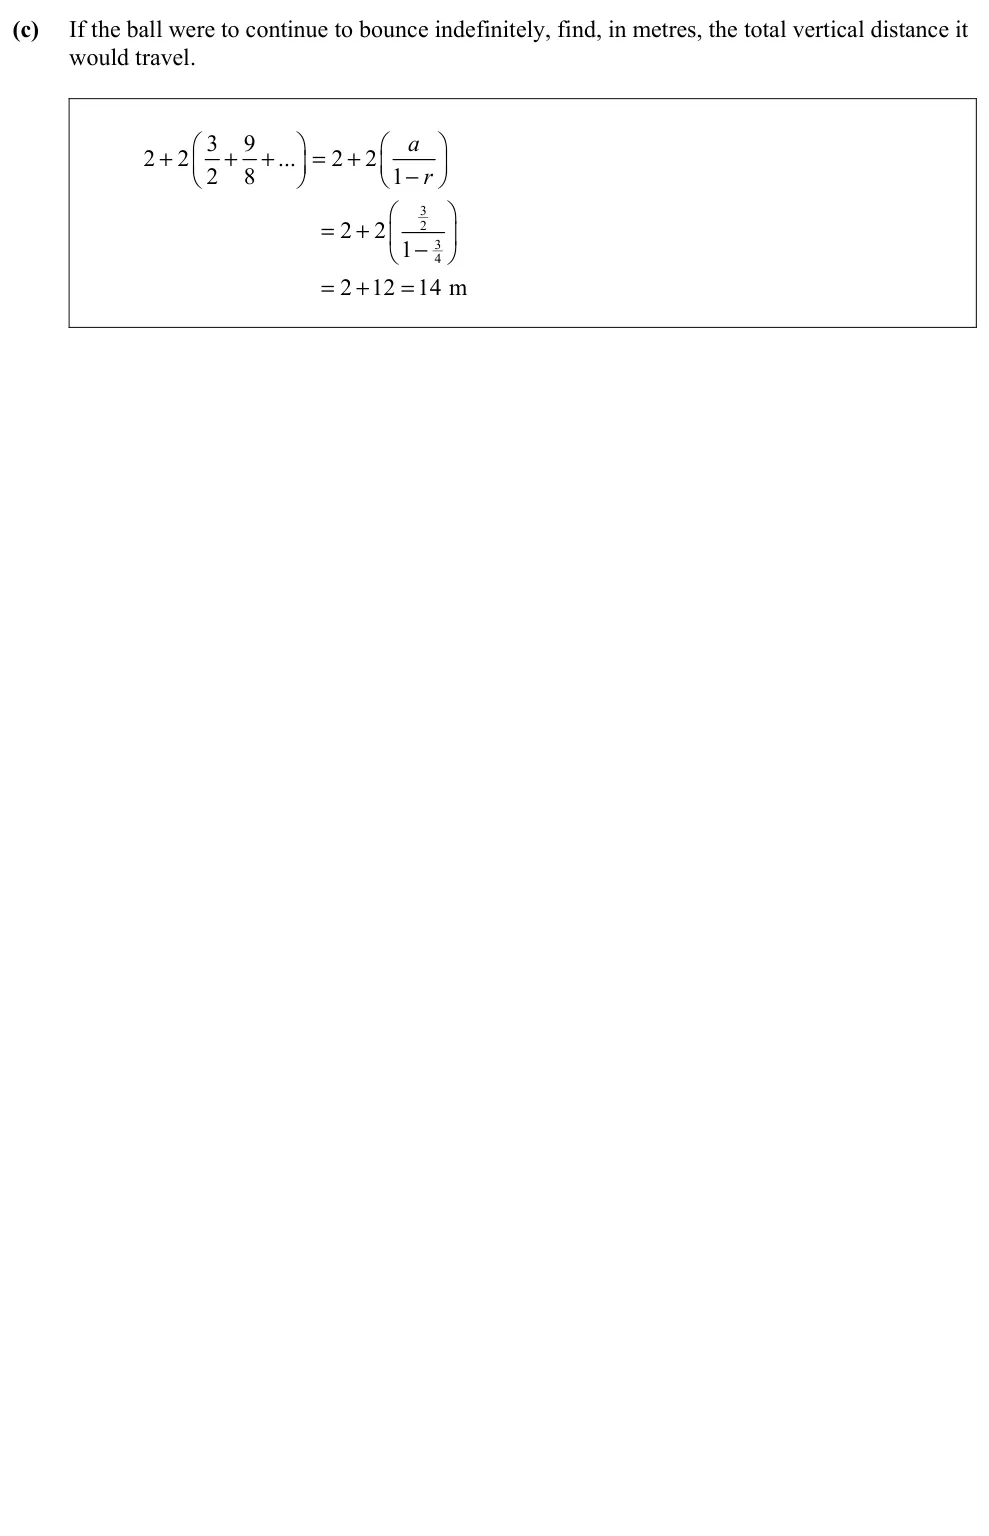 (c) If the ball were to continue to bounce indefinitely, find, in metres, the total vertical distance it
would travel.
2 + 2(3/2 + 9/8 + ...) = 2 + 2(a/(1 − r))
= 2 + 2((3/2)/(1 − 3/4))
= 2 + 12 = 14 m